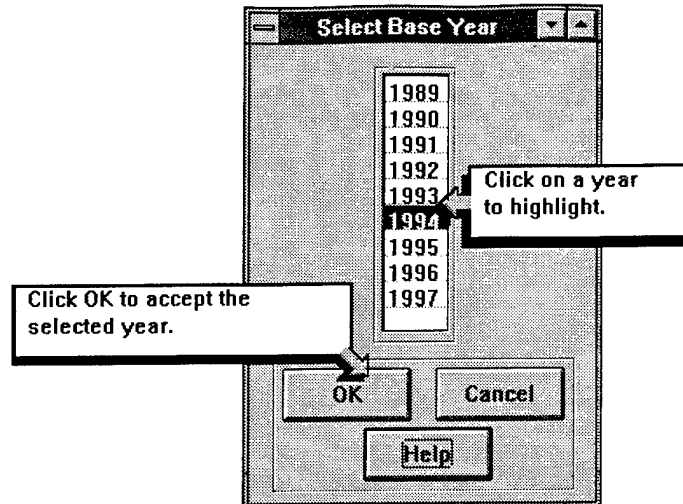 Select Base Year
1989
1990
1991
1992
1993
1994
1995
1996
1997
Click on a year
to highlight.
Click OK to accept the
selected year.
OK
Cancel
Help